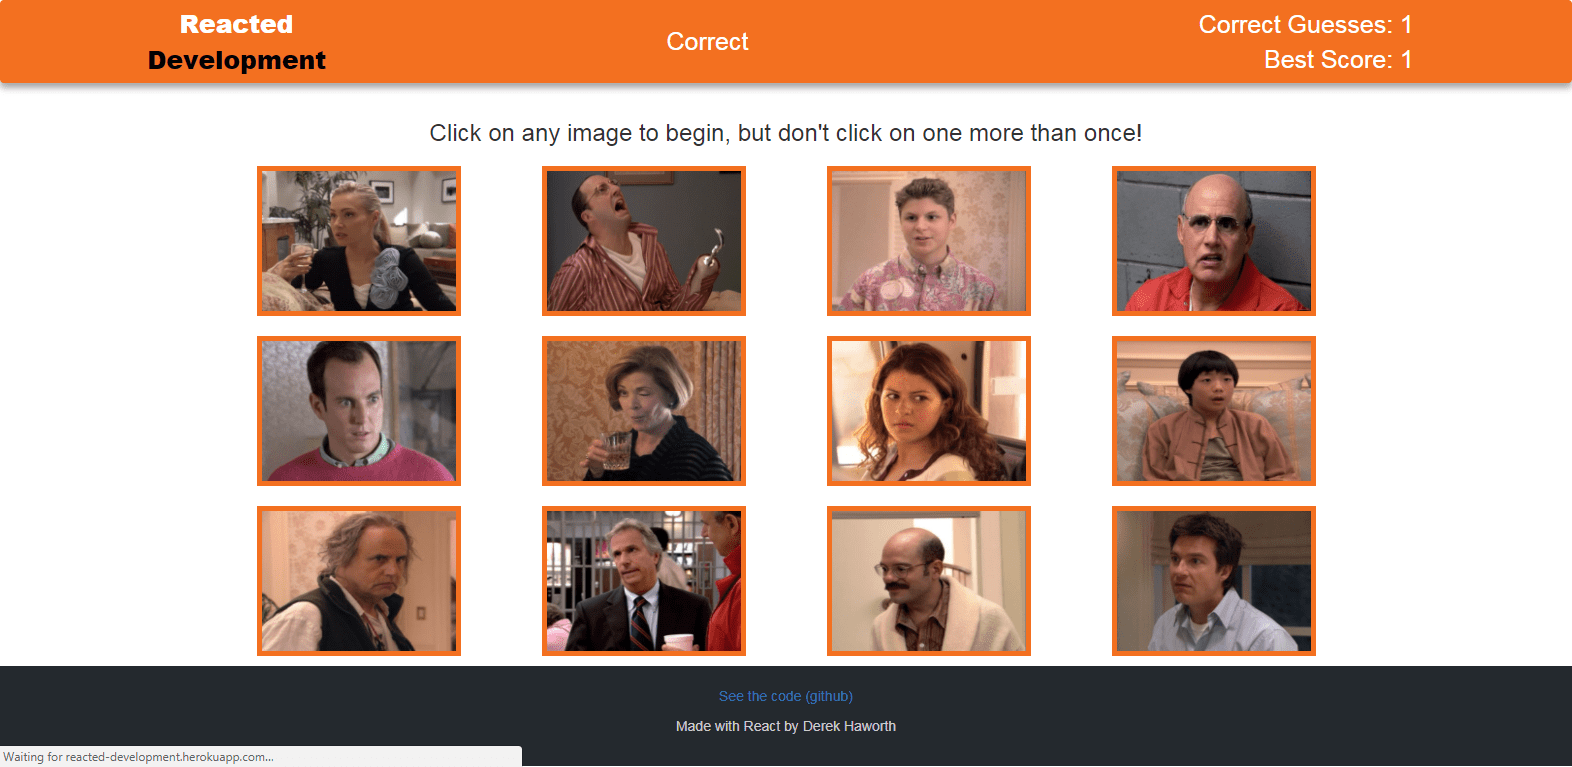 Reacted
Development
Correct
Correct Guesses: 1
Best Score: 1
Click on any image to begin, but don't click on one more than once!
See the code (github)
Made with React by Derek Haworth
Waiting for reacted-development.herokuapp.com...